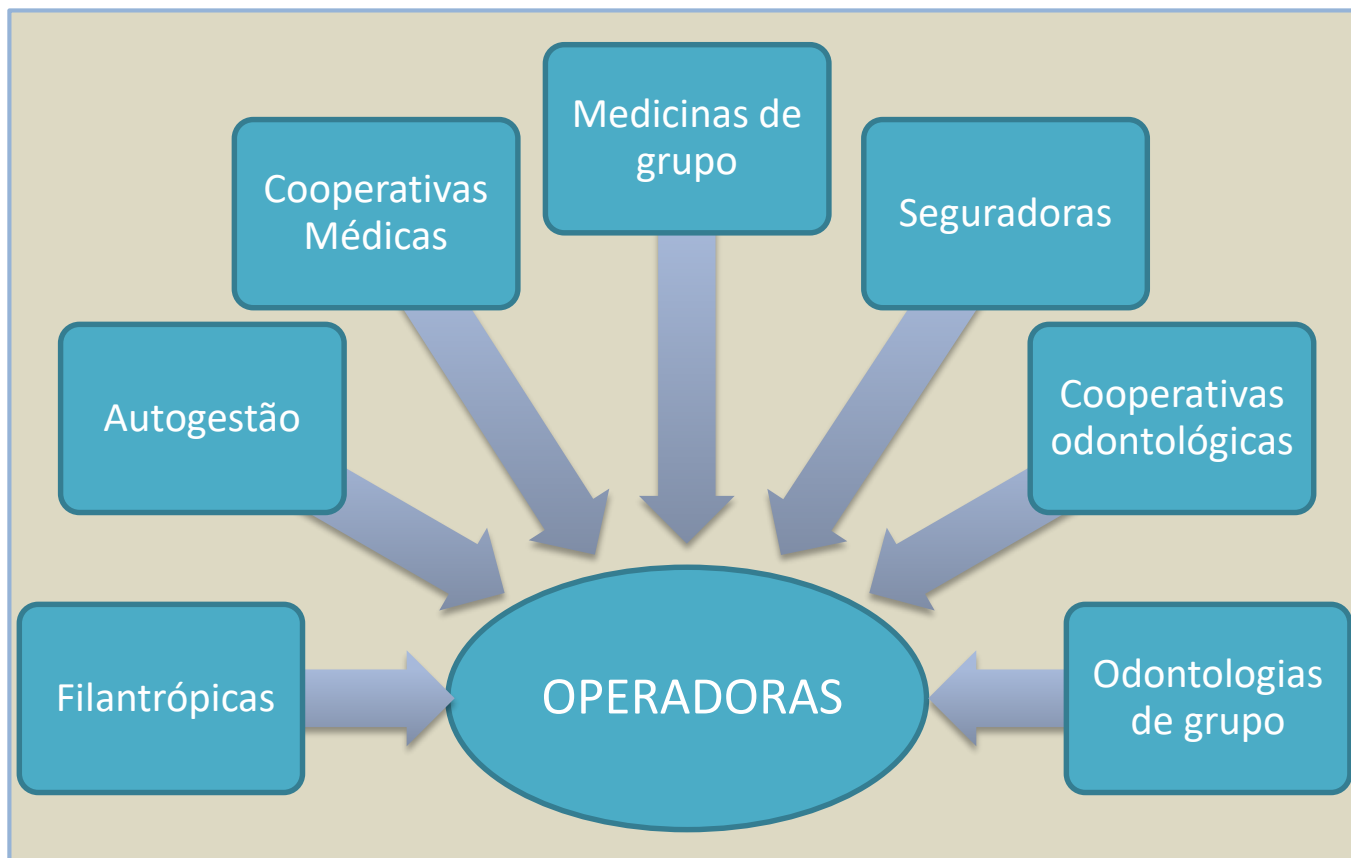 Medicinas de
grupo
Cooperativas
Médicas
Seguradoras
Autogestão
Cooperativas
odontológicas
Filantrópicas
OPERADORAS
Odontologias
de grupo